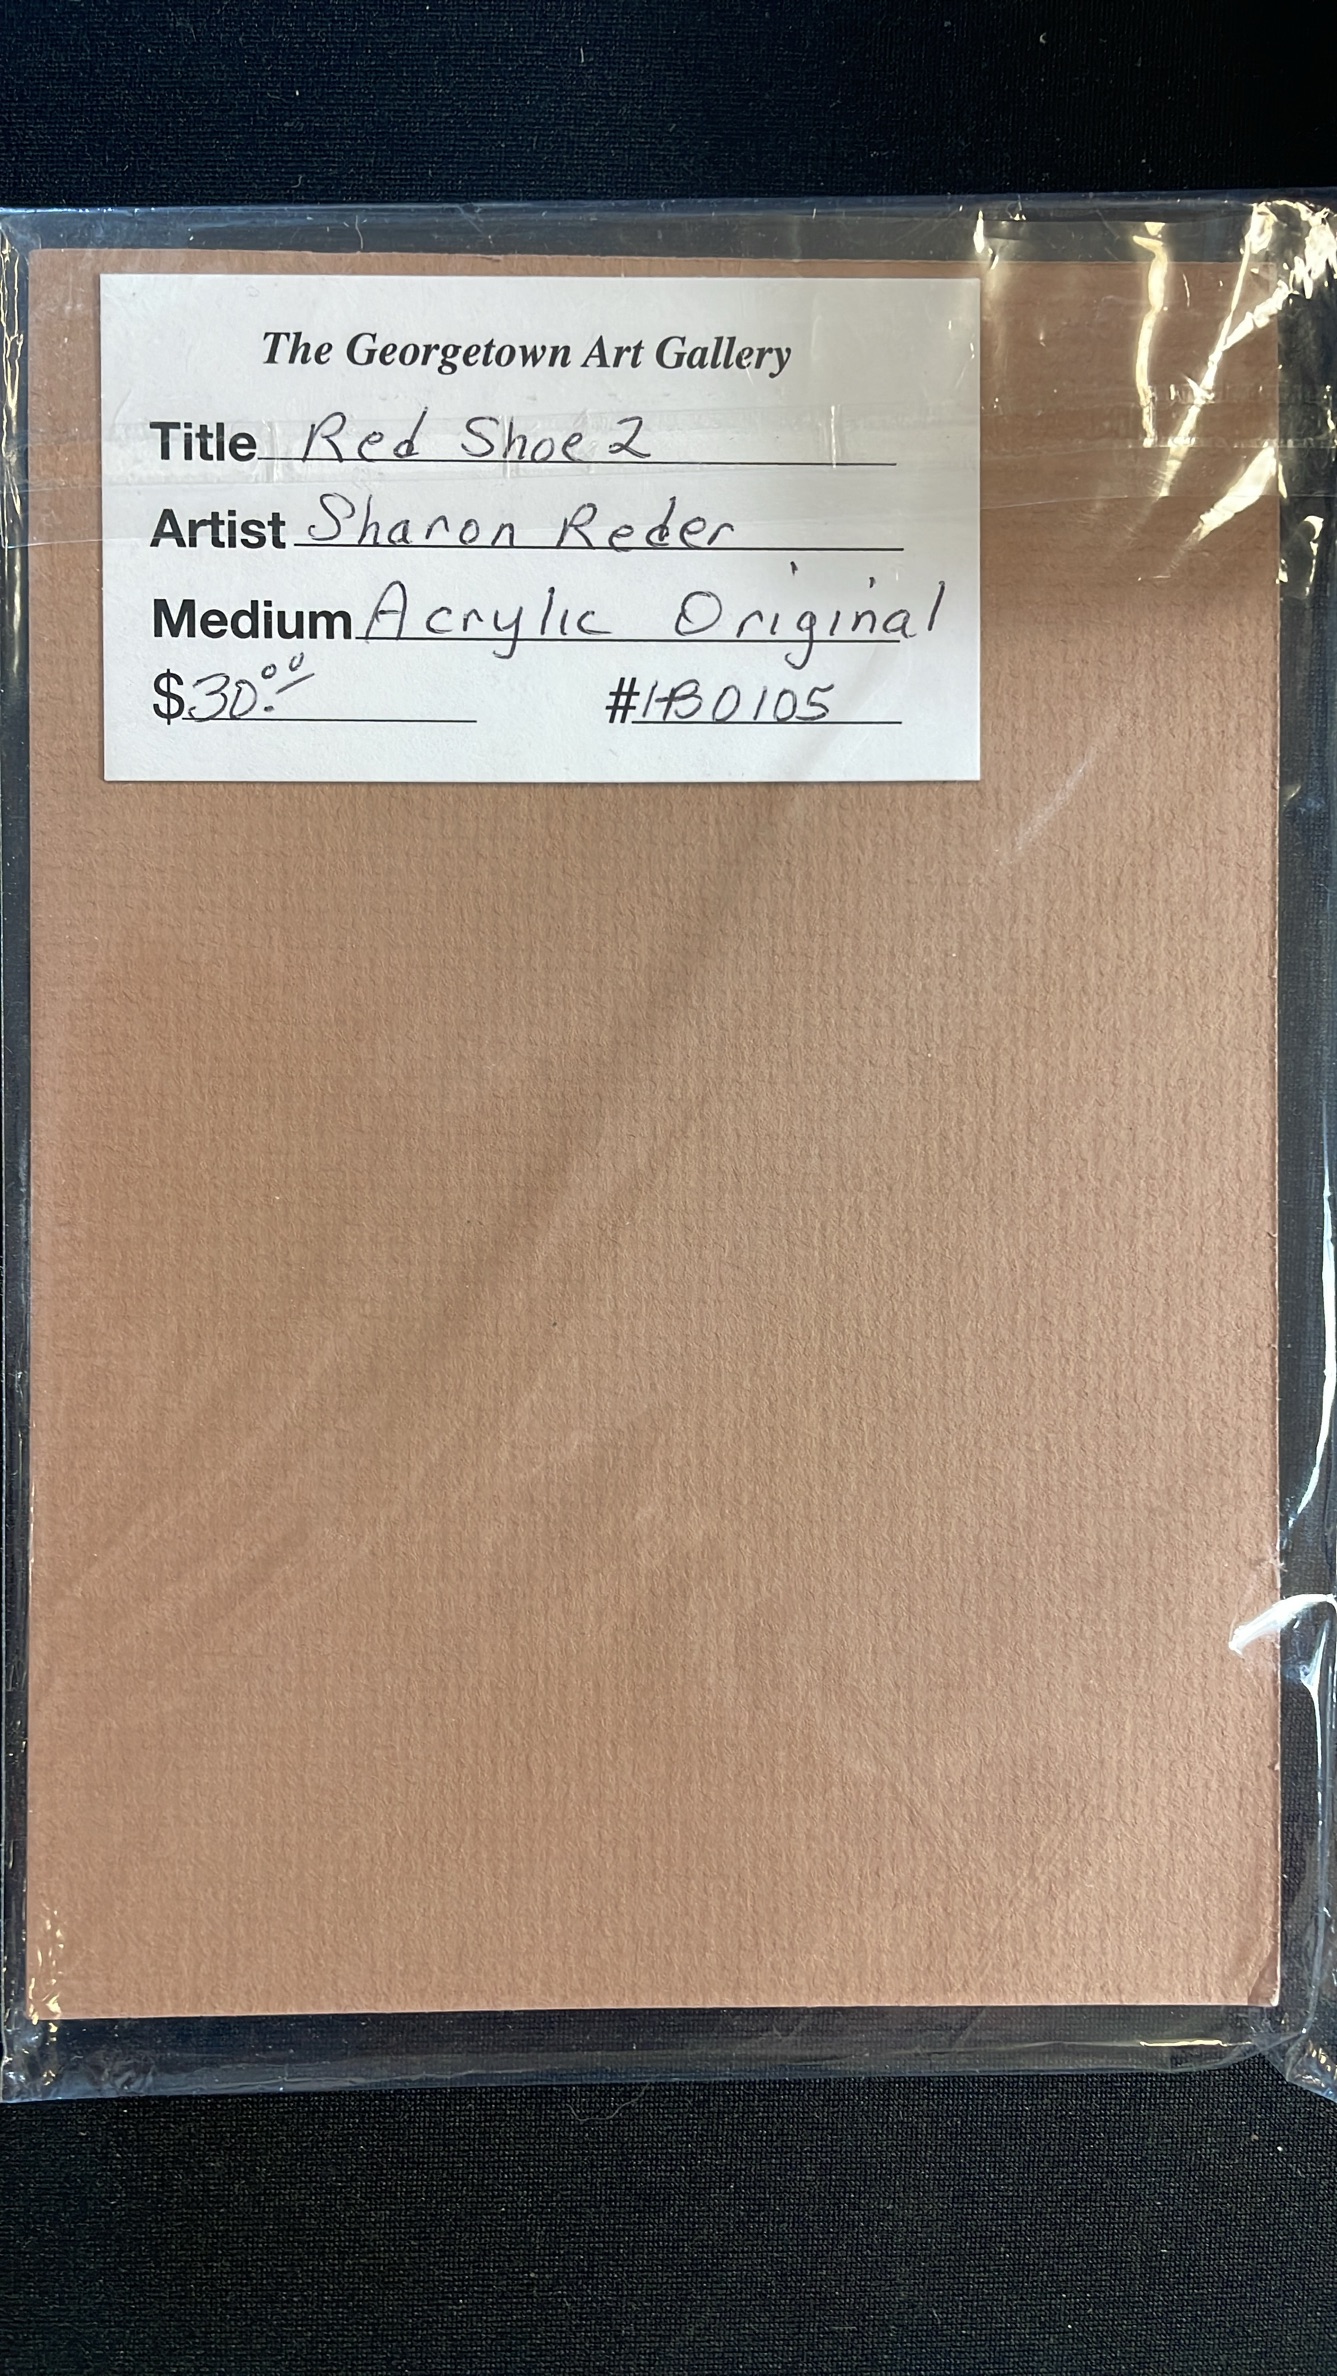 The Georgetown Art Gallery
Title Red Shoe 2
Artist Sharon Reder
Medium Acrylic Original
$30.00 #HB0105